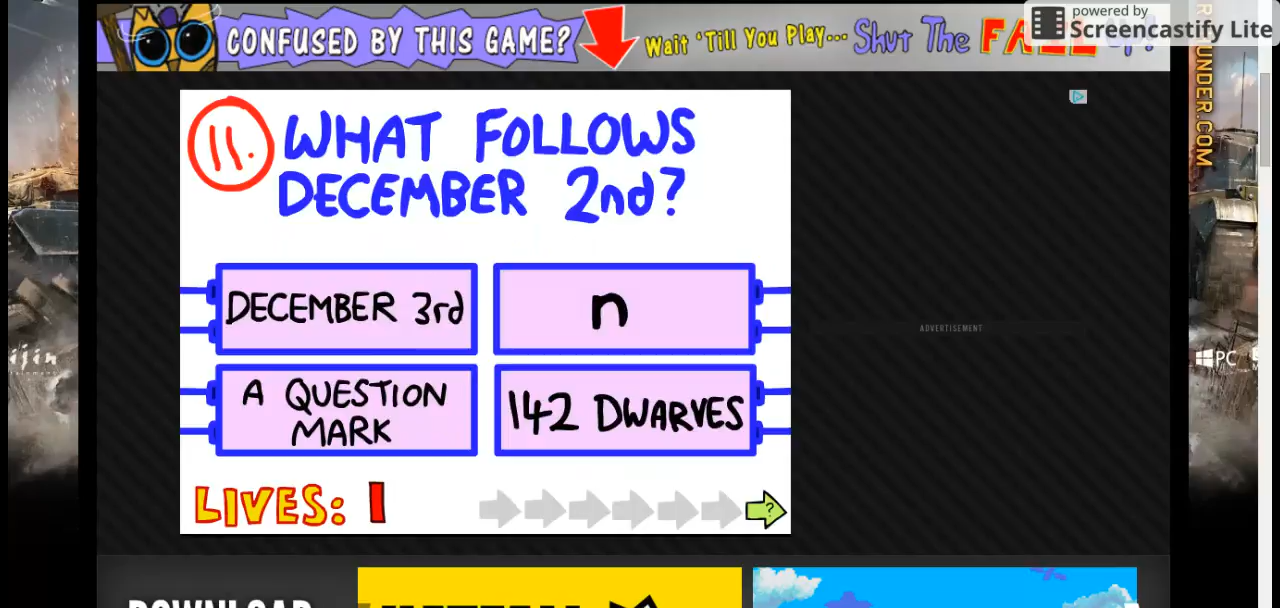 CONFUSED BY THIS GAME?
Wait 'Till You Play... Shut The
powered by
Screencastify Lite
UNDER.COM
11. WHAT FOLLOWS
DECEMBER 2nd?
DECEMBER 3rd
n
A QUESTION
MARK
142 DWARVES
LIVES: 1
?
ADVERTISEMENT
PC